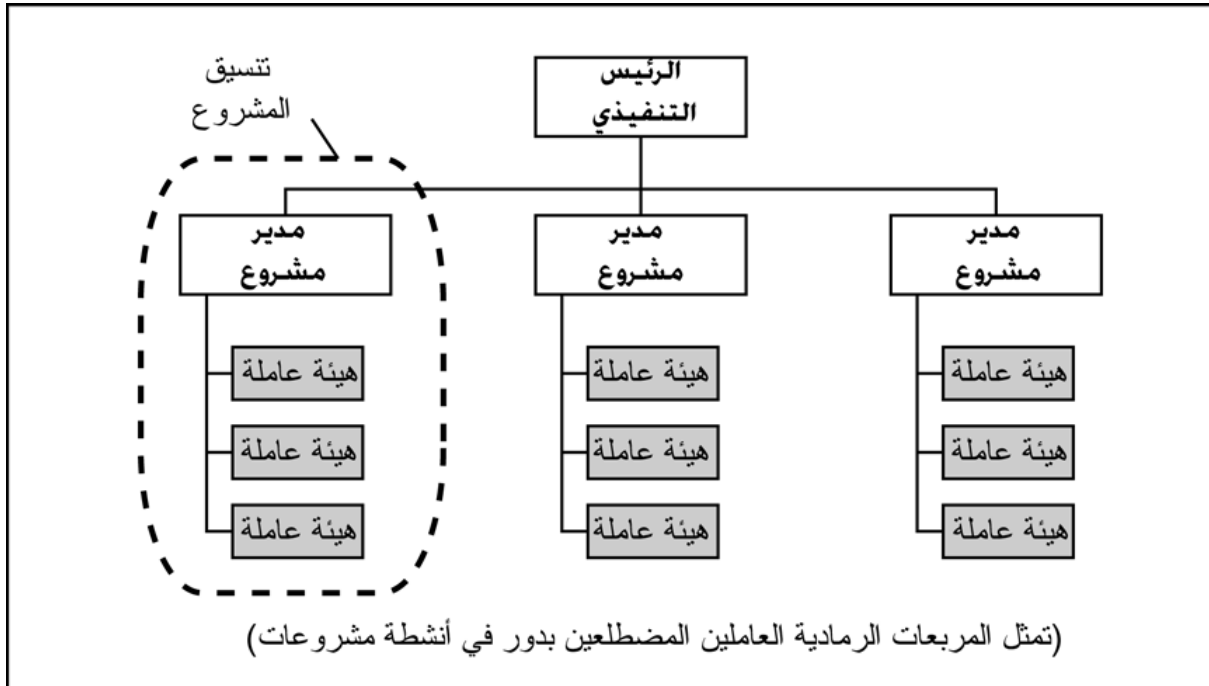 تنسيق
المشروع
الرئيس
التنفيذي
مدير
مشروع
مدير
مشروع
مدير
مشروع
هيئة عاملة
هيئة عاملة
هيئة عاملة
هيئة عاملة
هيئة عاملة
هيئة عاملة
هيئة عاملة
هيئة عاملة
هيئة عاملة
(تمثل المربعات الرمادية العاملين المضطلعين بدور في أنشطة مشروعات)